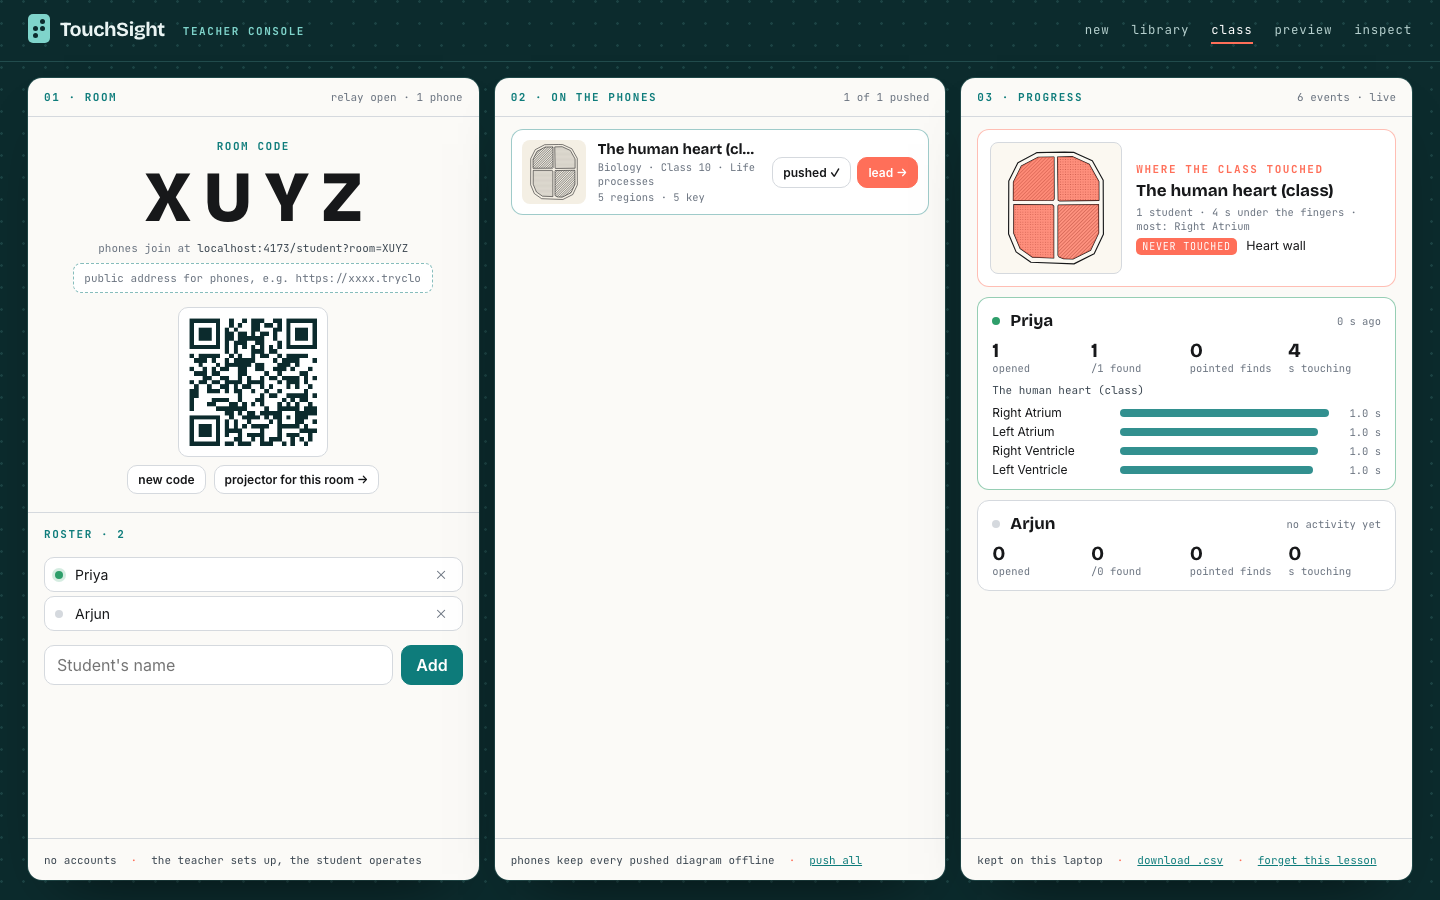 TouchSight TEACHER CONSOLE
new library class preview inspect
01 · ROOM
relay open · 1 phone
ROOM CODE
XUYZ
phones join at localhost:4173/student?room=XUYZ
public address for phones, e.g. https://xxxx.tryclo
new code
projector for this room →
ROSTER · 2
Priya ×
Arjun ×
Student's name
Add
no accounts · the teacher sets up, the student operates
02 · ON THE PHONES
1 of 1 pushed
The human heart (cl...
Biology · Class 10 · Life
processes
5 regions · 5 key
pushed ✓
lead →
phones keep every pushed diagram offline · push all
03 · PROGRESS
6 events · live
WHERE THE CLASS TOUCHED
The human heart (class)
1 student · 4 s under the fingers ·
most: Right Atrium
NEVER TOUCHED Heart wall
Priya
0 s ago
1 1 0 4
opened /1 found pointed finds s touching
The human heart (class)
Right Atrium 1.0 s
Left Atrium 1.0 s
Right Ventricle 1.0 s
Left Ventricle 1.0 s
Arjun
no activity yet
0 0 0 0
opened /0 found pointed finds s touching
kept on this laptop · download .csv · forget this lesson